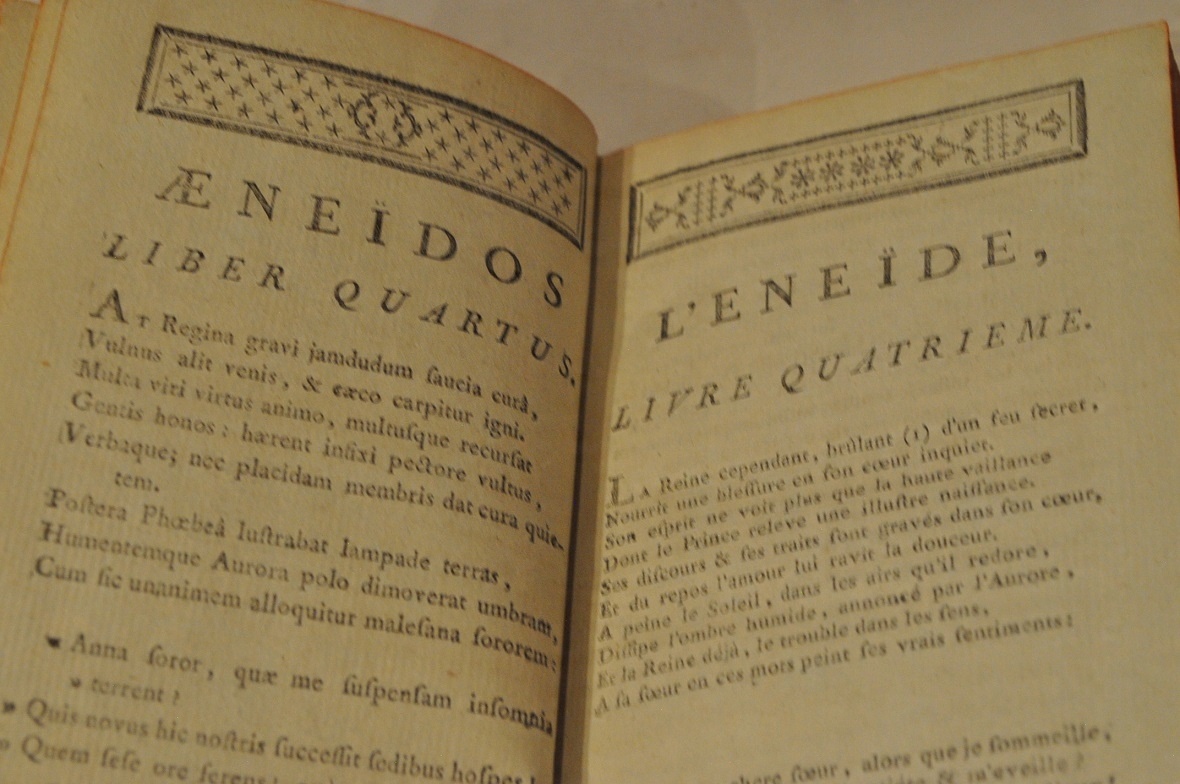 ÆNEÏDOS
LIBER QUARTUS.
AT Regina gravi jamdudum ſaucia curâ,
Vulnus alit venis, & cæco carpitur igni.
Multa viri virtus animo, multuſque recurſat
Gentis honos: hærent infixi pectore vultus,
Verbaque; nec placidam membris dat cura quie-
tem.
Poſtera Phœbeâ luſtrabat lampade terras,
Humentemque Aurora polo dimoverat umbram,
Cum ſic unanimem alloquitur maleſana ſororem:
» Anna ſoror, quæ me ſuſpenſam inſomnia
» terrent?
» Quis novus hic noſtris ſucceſſit ſedibus hoſpes!
» Quem ſeſe ore ferens!
L'ENEÏDE,
LIVRE QUATRIEME.
LA Reine cependant, brûlant (1) d'un feu ſecret,
Nourrit une bleſſure en ſon cœur inquiet.
Son eſprit ne voit plus que la haute vaillance
Dont le Prince releve une illuſtre naiſſance.
Ses diſcours & ſes traits ſont gravés dans ſon cœur,
Et du repos l'amour lui ravit la douceur.
A peine le Soleil, dans les airs qu'il redore,
Diſſipe l'ombre humide, annoncé par l'Aurore,
Et la Reine déjà, le trouble dans les ſens,
A ſa ſœur en ces mots peint ſes vrais ſentiments:
chere ſœur, alors que je ſommeille,
& m'eveille?